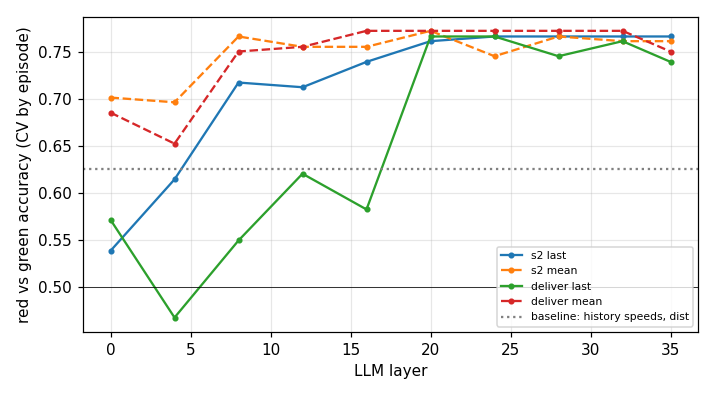 red vs green accuracy (CV by episode)
0.75
0.70
0.65
0.60
0.55
0.50
s2 last
s2 mean
deliver last
deliver mean
baseline: history speeds, dist
0 5 10 15 20 25 30 35
LLM layer